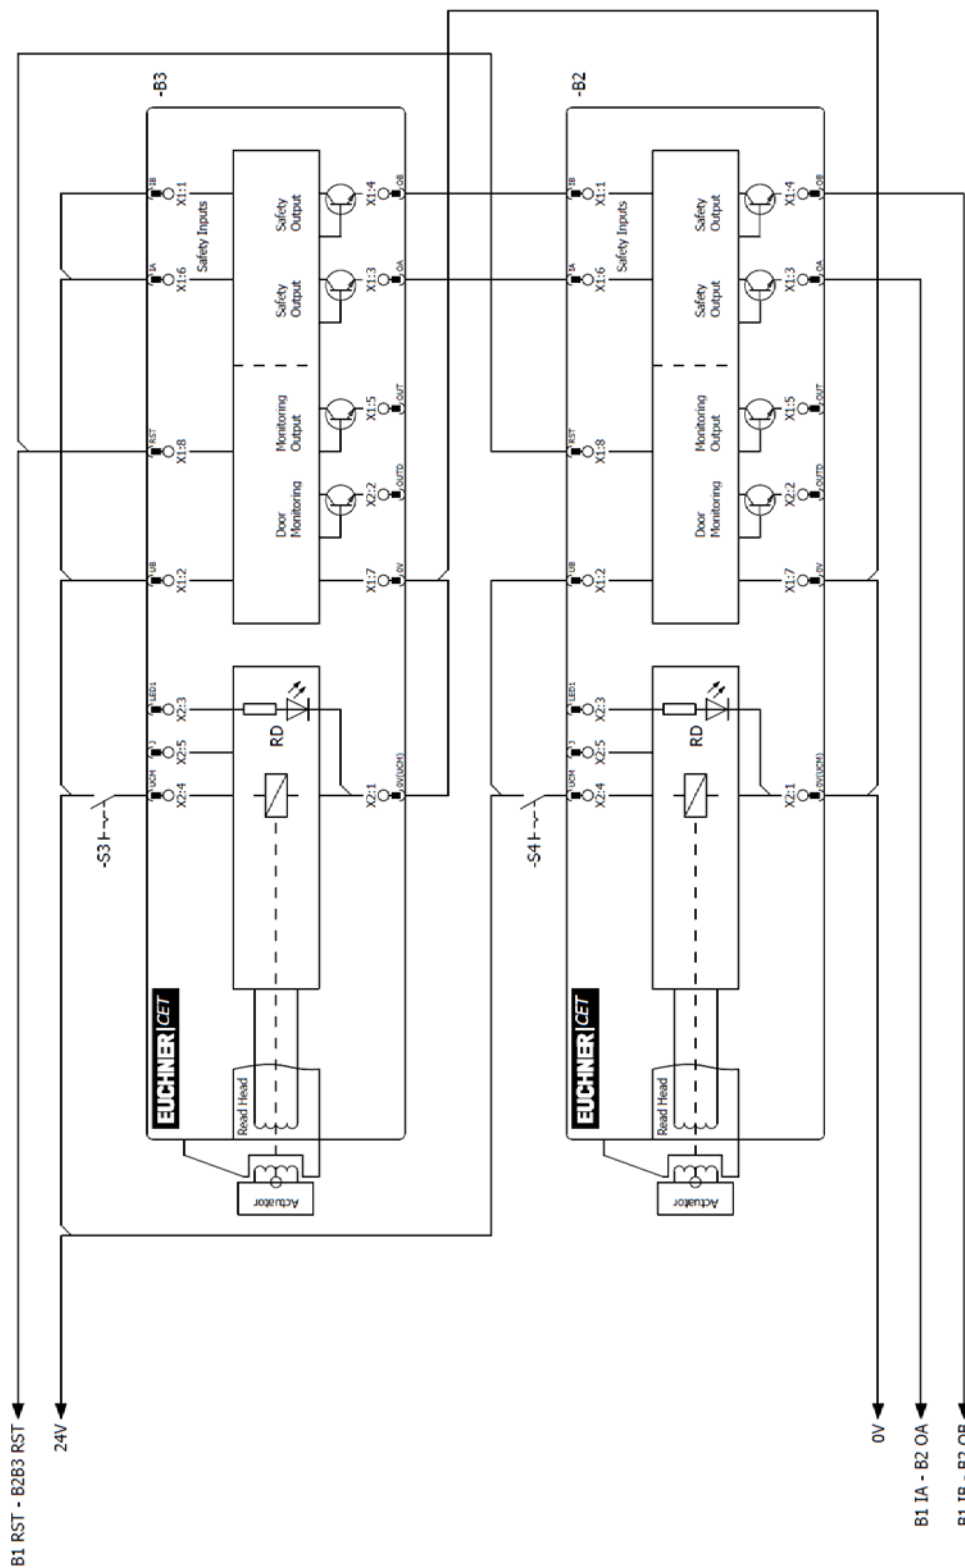 -B3
IB
X1:1
IA
X1:6
Safety Inputs
RST
X1:8
UB
X1:2
LED1
X2:3
J
X2:5
UCM
X2:4
-S3
Safety
Output
Safety
Output
Monitoring
Output
Door
Monitoring
X1:4
OB
X1:3
OA
X1:5
OUT
X2:2
OUTD
X1:7
0V
RD
X2:1
0V(UCM)
EUCHNER|CET
Read Head
Actuator
-B2
IB
X1:1
IA
X1:6
Safety Inputs
RST
X1:8
UB
X1:2
LED1
X2:3
J
X2:5
UCM
X2:4
-S4
Safety
Output
Safety
Output
Monitoring
Output
Door
Monitoring
X1:4
OB
X1:3
OA
X1:5
OUT
X2:2
OUTD
X1:7
0V
RD
X2:1
0V(UCM)
EUCHNER|CET
Read Head
Actuator
B1 RST - B2B3 RST
24V
0V
B1 IA - B2 OA
B1 IB - B2 OB